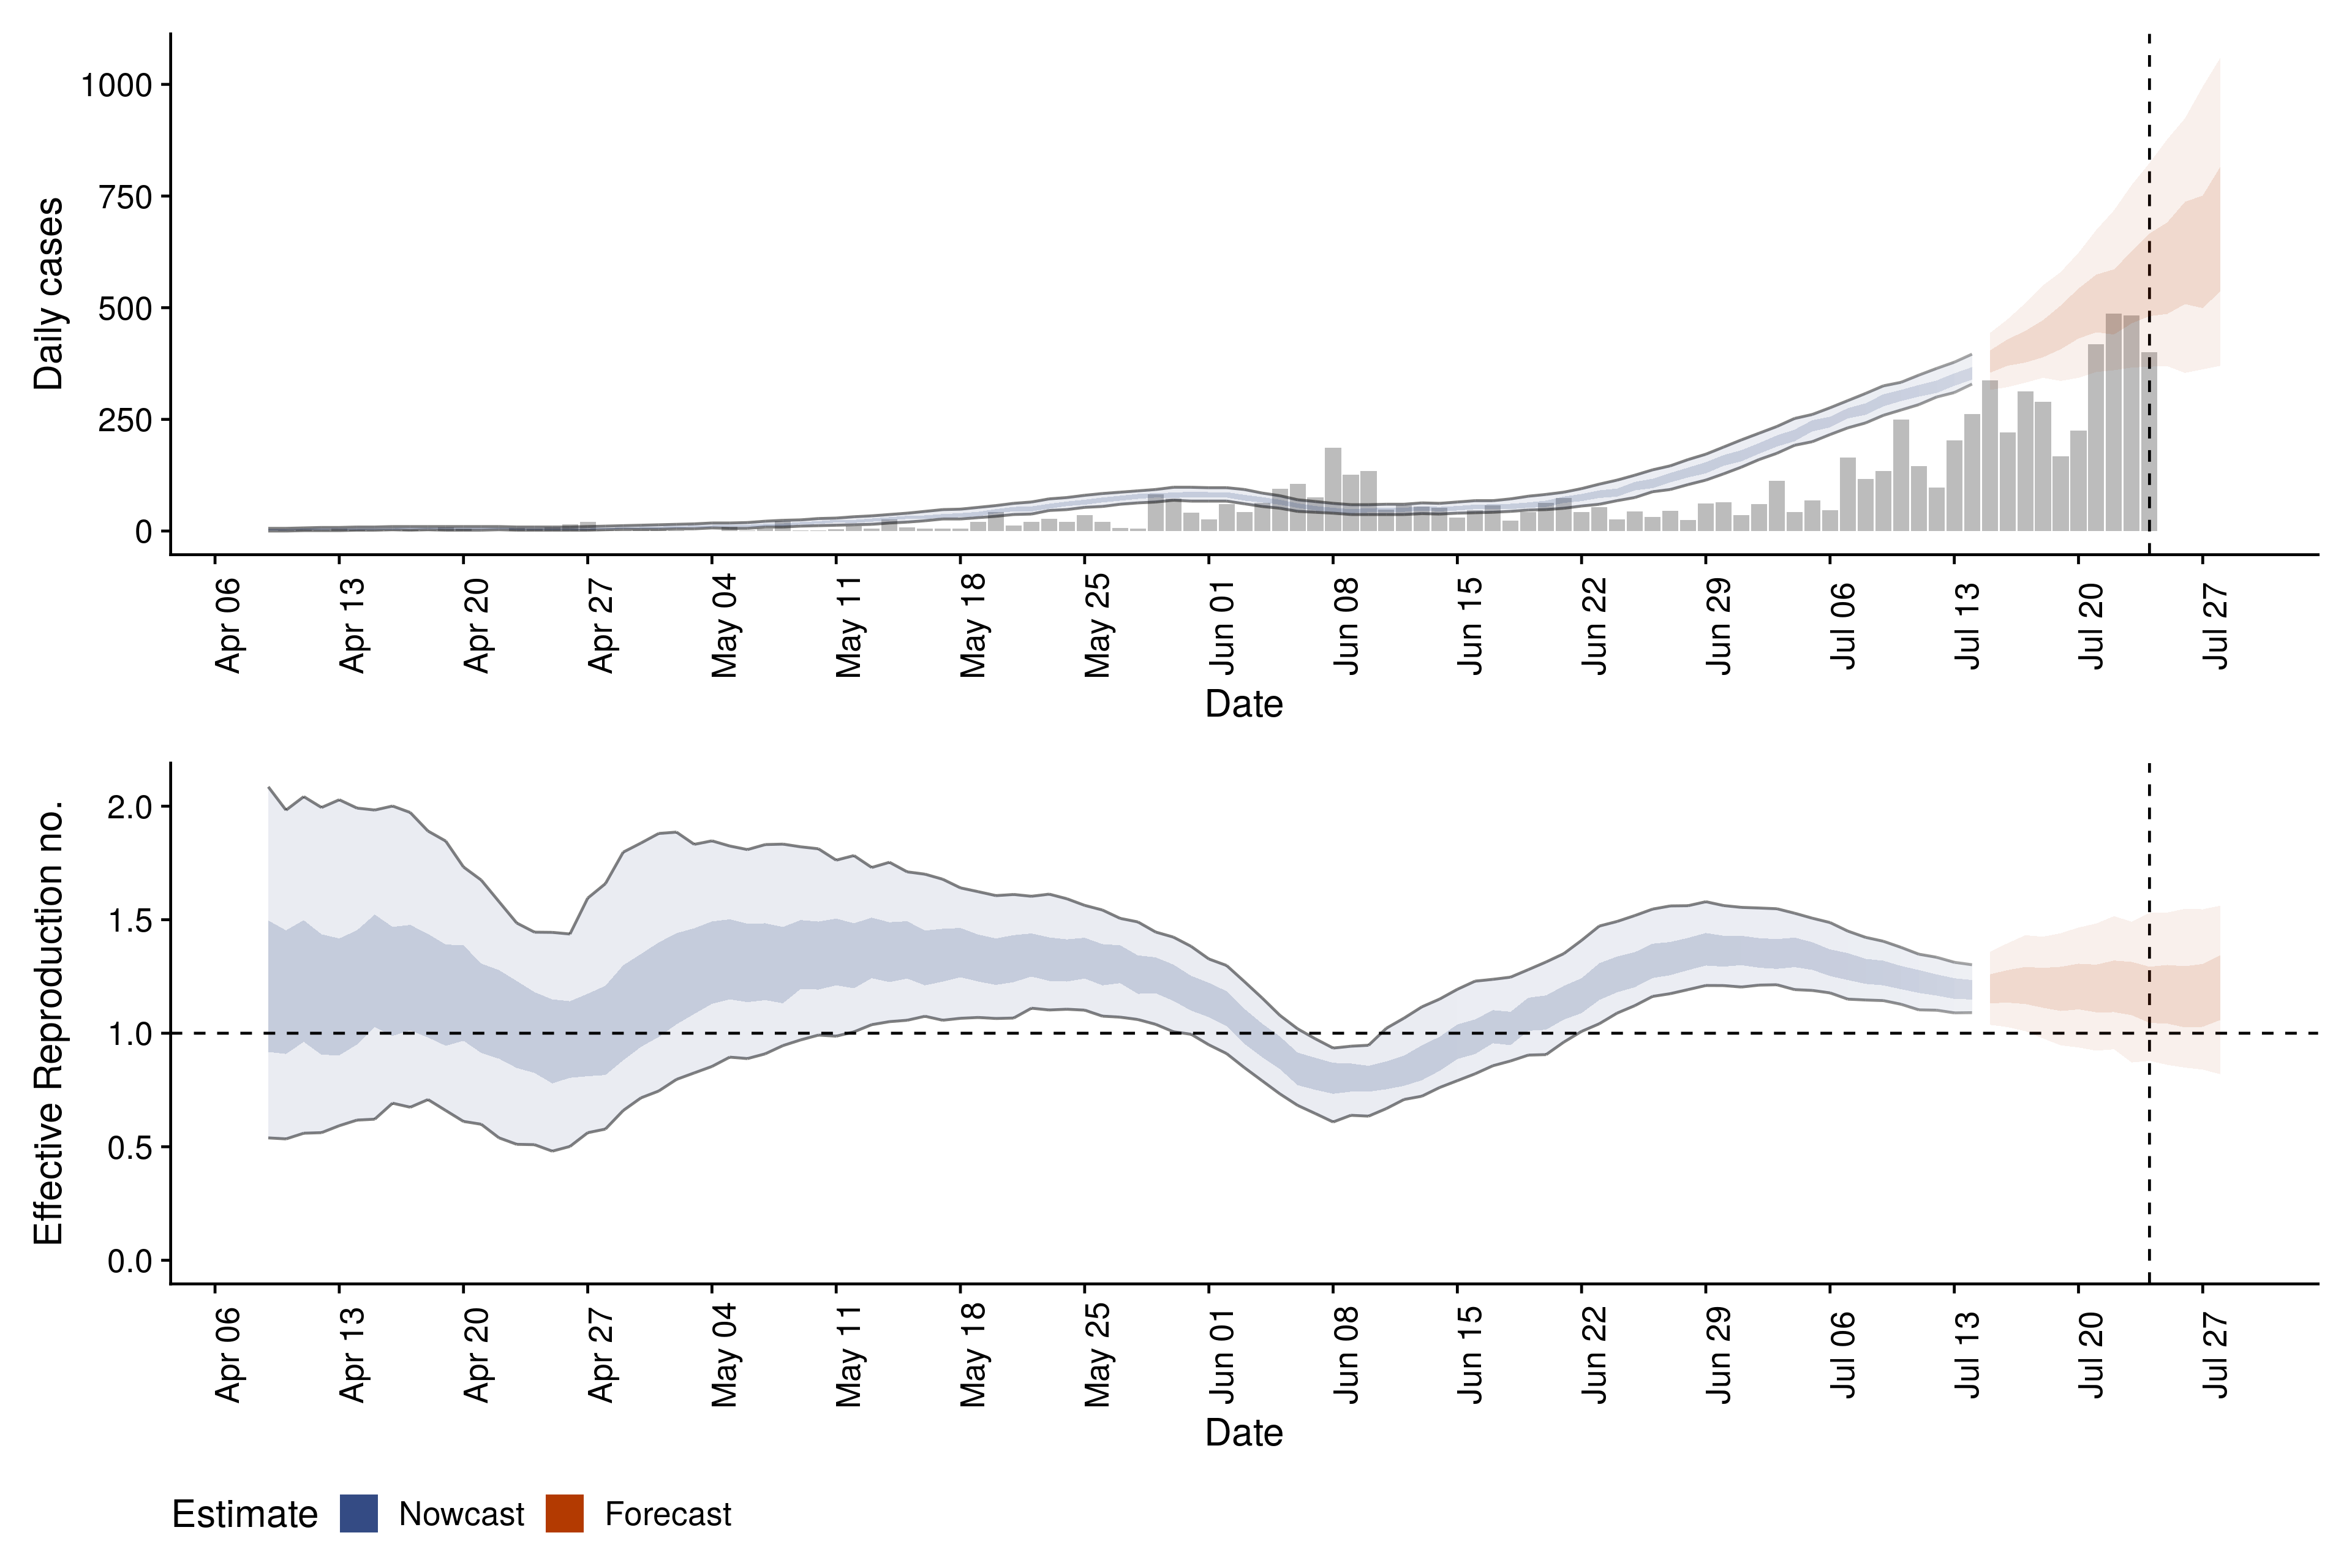 Daily cases
1000
750
500
250
0
Apr 06 Apr 13 Apr 20 Apr 27 May 04 May 11 May 18 May 25 Jun 01 Jun 08 Jun 15 Jun 22 Jun 29 Jul 06 Jul 13 Jul 20 Jul 27
Date
Effective Reproduction no.
2.0
1.5
1.0
0.5
0.0
Apr 06 Apr 13 Apr 20 Apr 27 May 04 May 11 May 18 May 25 Jun 01 Jun 08 Jun 15 Jun 22 Jun 29 Jul 06 Jul 13 Jul 20 Jul 27
Date
Estimate Nowcast Forecast